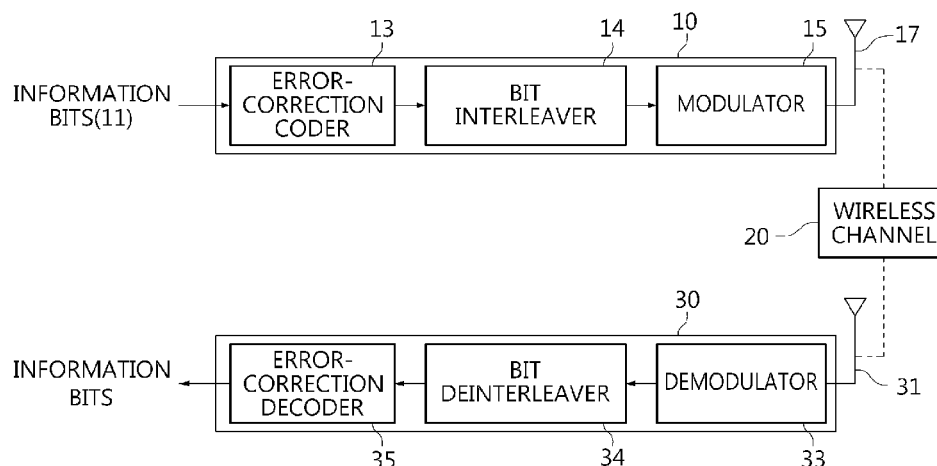 13
14
10
15
17
INFORMATION
BITS(11)
ERROR-
CORRECTION
CODER
BIT
INTERLEAVER
MODULATOR
20
WIRELESS
CHANNEL
30
INFORMATION
BITS
ERROR-
CORRECTION
DECODER
BIT
DEINTERLEAVER
DEMODULATOR
31
35
34
33